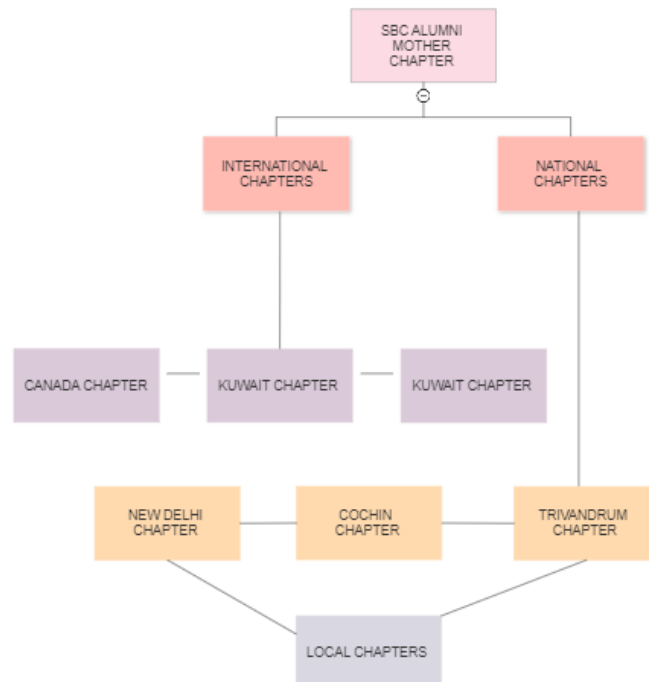 SBC ALUMNI
MOTHER
CHAPTER
INTERNATIONAL
CHAPTERS
NATIONAL
CHAPTERS
CANADA CHAPTER
KUWAIT CHAPTER
KUWAIT CHAPTER
NEW DELHI
CHAPTER
COCHIN
CHAPTER
TRIVANDRUM
CHAPTER
LOCAL CHAPTERS